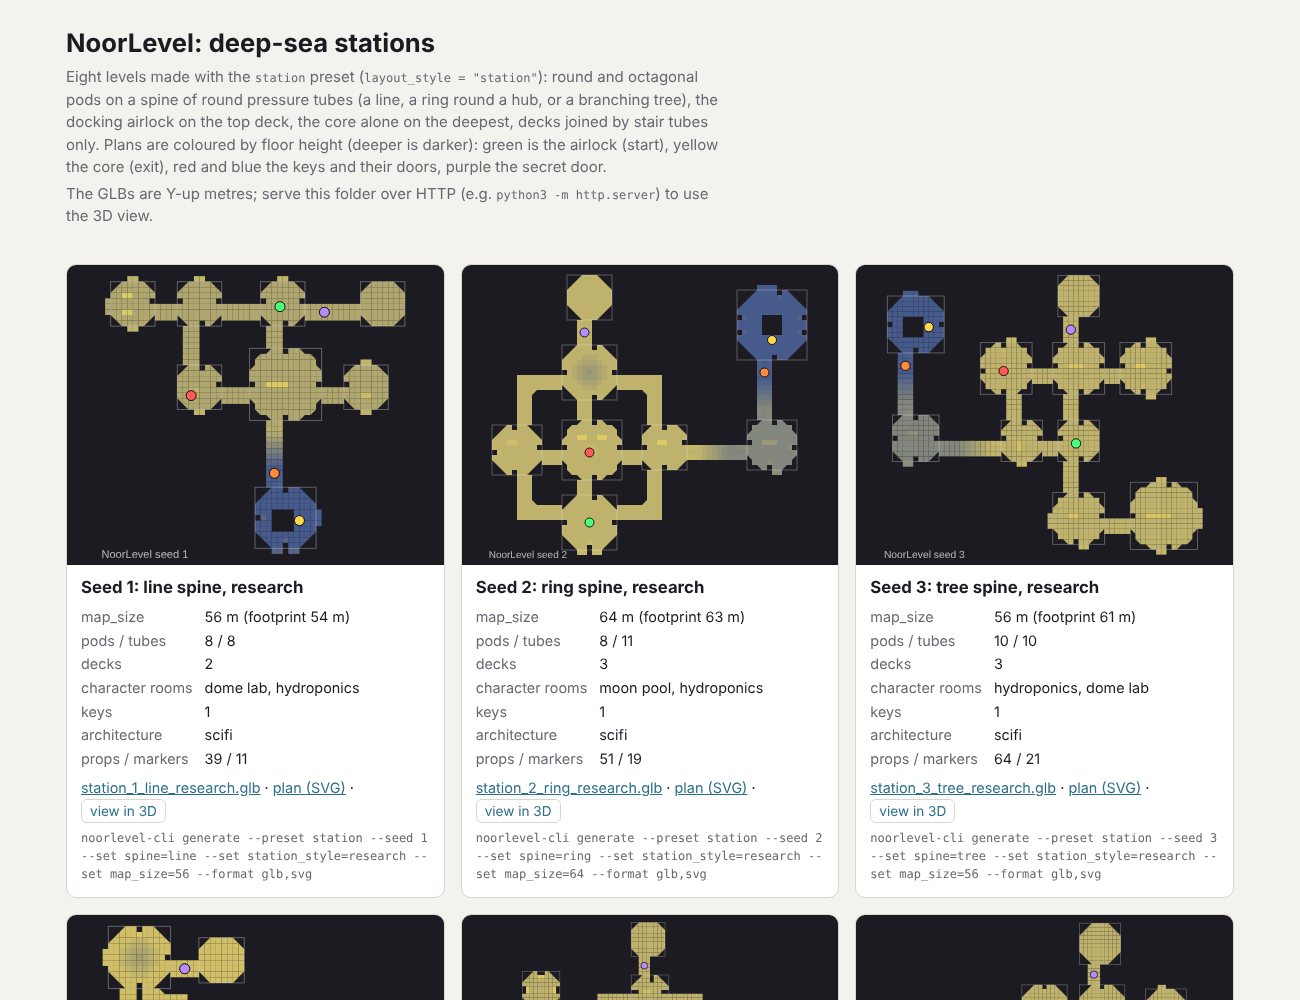 NoorLevel: deep-sea stations
Eight levels made with the station preset (layout_style = "station"): round and octagonal
pods on a spine of round pressure tubes (a line, a ring round a hub, or a branching tree), the
docking airlock on the top deck, the core alone on the deepest, decks joined by stair tubes
only. Plans are coloured by floor height (deeper is darker): green is the airlock (start), yellow
the core (exit), red and blue the keys and their doors, purple the secret door.
The GLBs are Y-up metres; serve this folder over HTTP (e.g. python3 -m http.server) to use
the 3D view.
NoorLevel seed 1
Seed 1: line spine, research
map_size 56 m (footprint 54 m)
pods / tubes 8 / 8
decks 2
character rooms dome lab, hydroponics
keys 1
architecture scifi
props / markers 39 / 11
station_1_line_research.glb · plan (SVG) ·
view in 3D
noorlevel-cli generate --preset station --seed 1
--set spine=line --set station_style=research --
set map_size=56 --format glb,svg
NoorLevel seed 2
Seed 2: ring spine, research
map_size 64 m (footprint 63 m)
pods / tubes 8 / 11
decks 3
character rooms moon pool, hydroponics
keys 1
architecture scifi
props / markers 51 / 19
station_2_ring_research.glb · plan (SVG) ·
view in 3D
noorlevel-cli generate --preset station --seed 2
--set spine=ring --set station_style=research --
set map_size=64 --format glb,svg
NoorLevel seed 3
Seed 3: tree spine, research
map_size 56 m (footprint 61 m)
pods / tubes 10 / 10
decks 3
character rooms hydroponics, dome lab
keys 1
architecture scifi
props / markers 64 / 21
station_3_tree_research.glb · plan (SVG) ·
view in 3D
noorlevel-cli generate --preset station --seed 3
--set spine=tree --set station_style=research --
set map_size=56 --format glb,svg